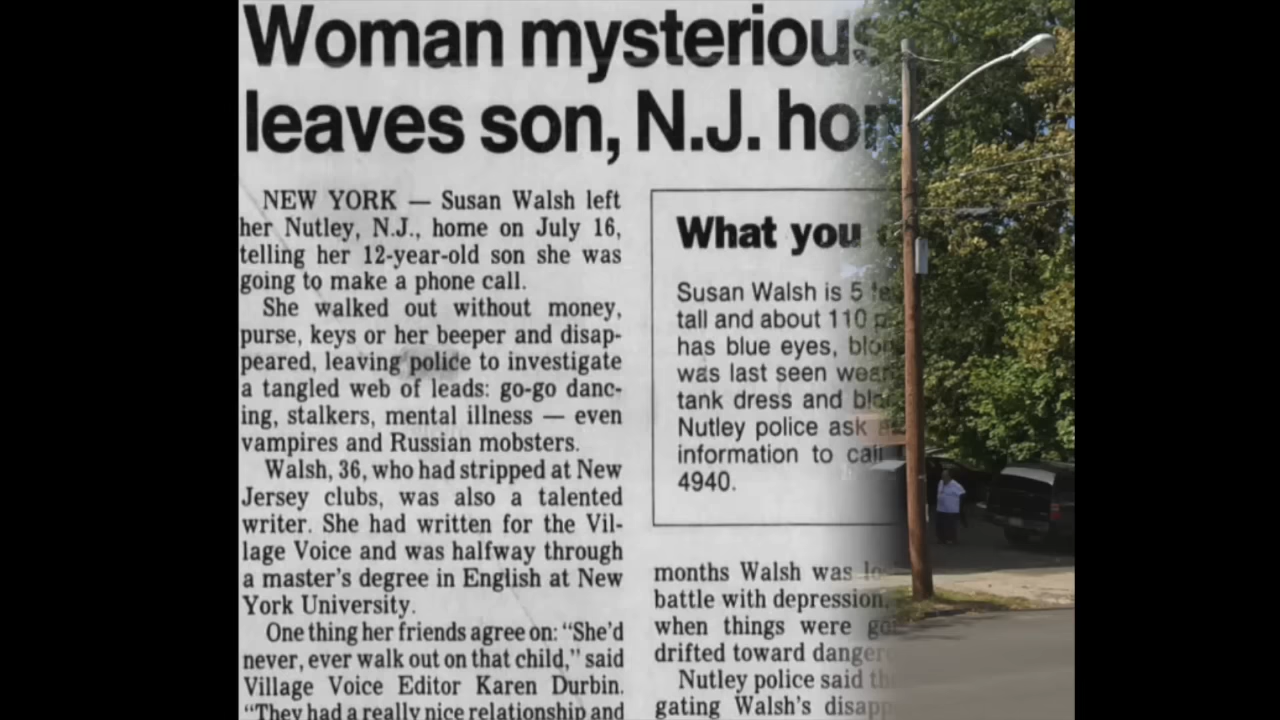 Woman mysterious
leaves son, N.J.
NEW YORK — Susan Walsh left
her Nutley, N.J., home on July 16,
telling her 12-year-old son she was
going to make a phone call.
She walked out without money,
purse, keys or her beeper and disap-
peared, leaving police to investigate
a tangled web of leads: go-go danc-
ing, stalkers, mental illness — even
vampires and Russian mobsters.
Walsh, 36, who had stripped at New
Jersey clubs, was also a talented
writer. She had written for the Vil-
lage Voice and was halfway through
a master's degree in English at New
York University.
One thing her friends agree on: "She'd
never, ever walk out on that child," said
Village Voice Editor Karen Durbin.
"They had a really nice relationship and
What you
Susan Walsh is 5
tall and about 110
has blue eyes,
was last seen
tank dress and
Nutley police ask
information to call
4940.
months Walsh was
battle with depression,
when things were
drifted toward
Nutley police said
gating Walsh's